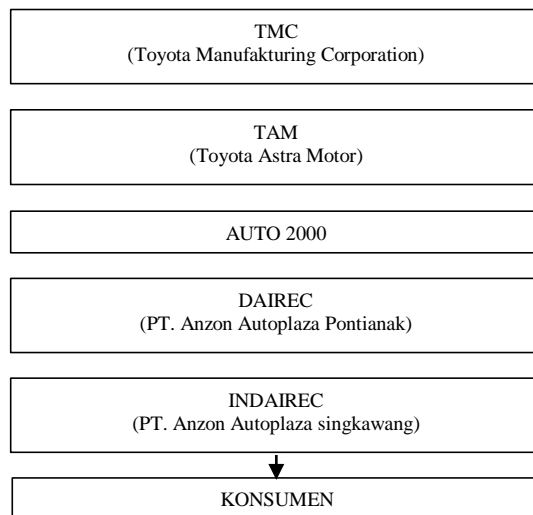 TMC
(Toyota Manufakturing Corporation)
TAM
(Toyota Astra Motor)
AUTO 2000
DAIREC
(PT. Anzon Autoplaza Pontianak)
INDAIREC
(PT. Anzon Autoplaza singkawang)
KONSUMEN